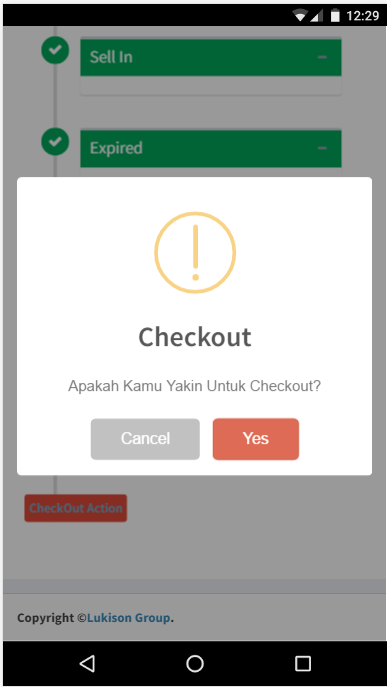 12:29
Sell In
Expired
Checkout
Apakah Kamu Yakin Untuk Checkout?
Cancel Yes
CheckOut Action
Copyright ©Lukison Group.